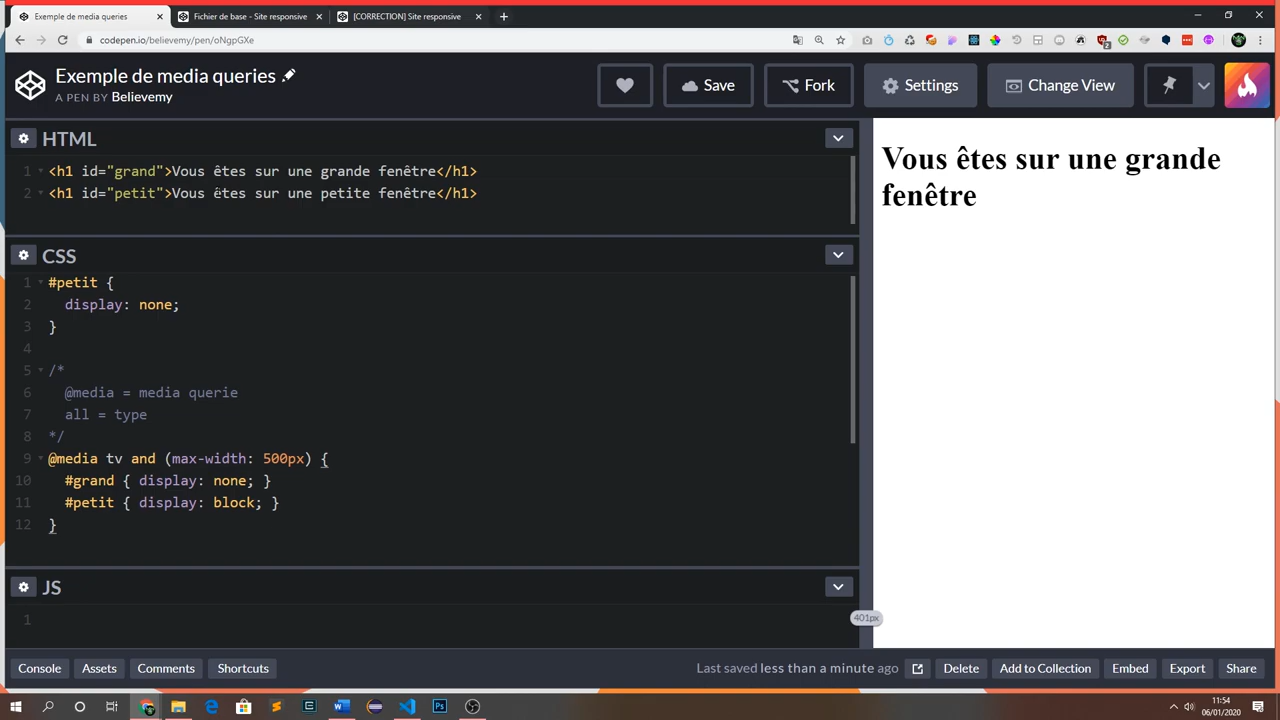 Exemple de media queries
Fichier de base - Site responsive
[CORRECTION] Site responsive
codepen.io/believemy/pen/oNgpGXe
Exemple de media queries
A PEN BY Believemy
Save
Fork
Settings
Change View
HTML
1 <h1 id="grand">Vous êtes sur une grande fenêtre</h1>
2 <h1 id="petit">Vous êtes sur une petite fenêtre</h1>
CSS
1 #petit {
2 display: none;
3 }
4
5 /*
6 @media = media querie
7 all = type
8 */
9 @media tv and (max-width: 500px) {
10 #grand { display: none; }
11 #petit { display: block; }
12 }
JS
1
Vous êtes sur une grande
fenêtre
401px
Console
Assets
Comments
Shortcuts
Last saved less than a minute ago
Delete
Add to Collection
Embed
Export
Share
11:54
06/01/2020